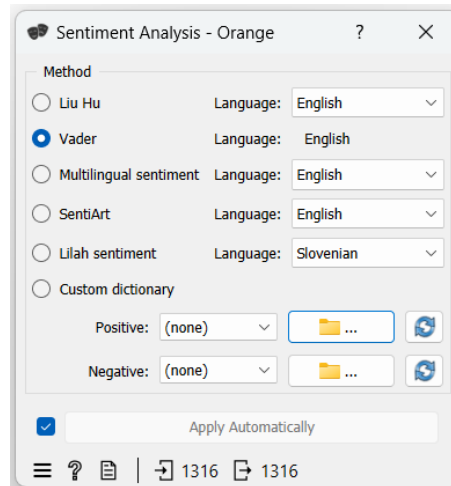 Sentiment Analysis - Orange ? ×
Method
Liu Hu Language: English
Vader Language: English
Multilingual sentiment Language: English
SentiArt Language: English
Lilah sentiment Language: Slovenian
Custom dictionary
Positive: (none) ...
Negative: (none) ...
Apply Automatically
? 1316 1316